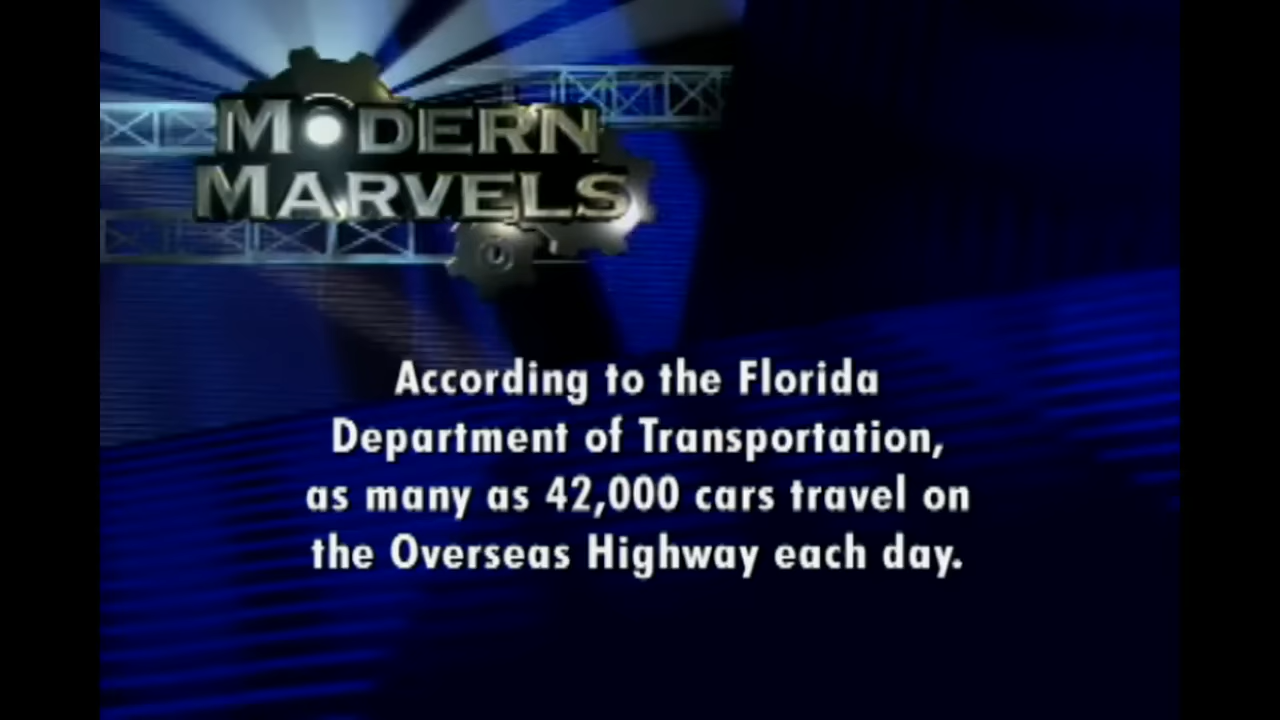 MODERN
MARVELS
According to the Florida
Department of Transportation,
as many as 42,000 cars travel on
the Overseas Highway each day.